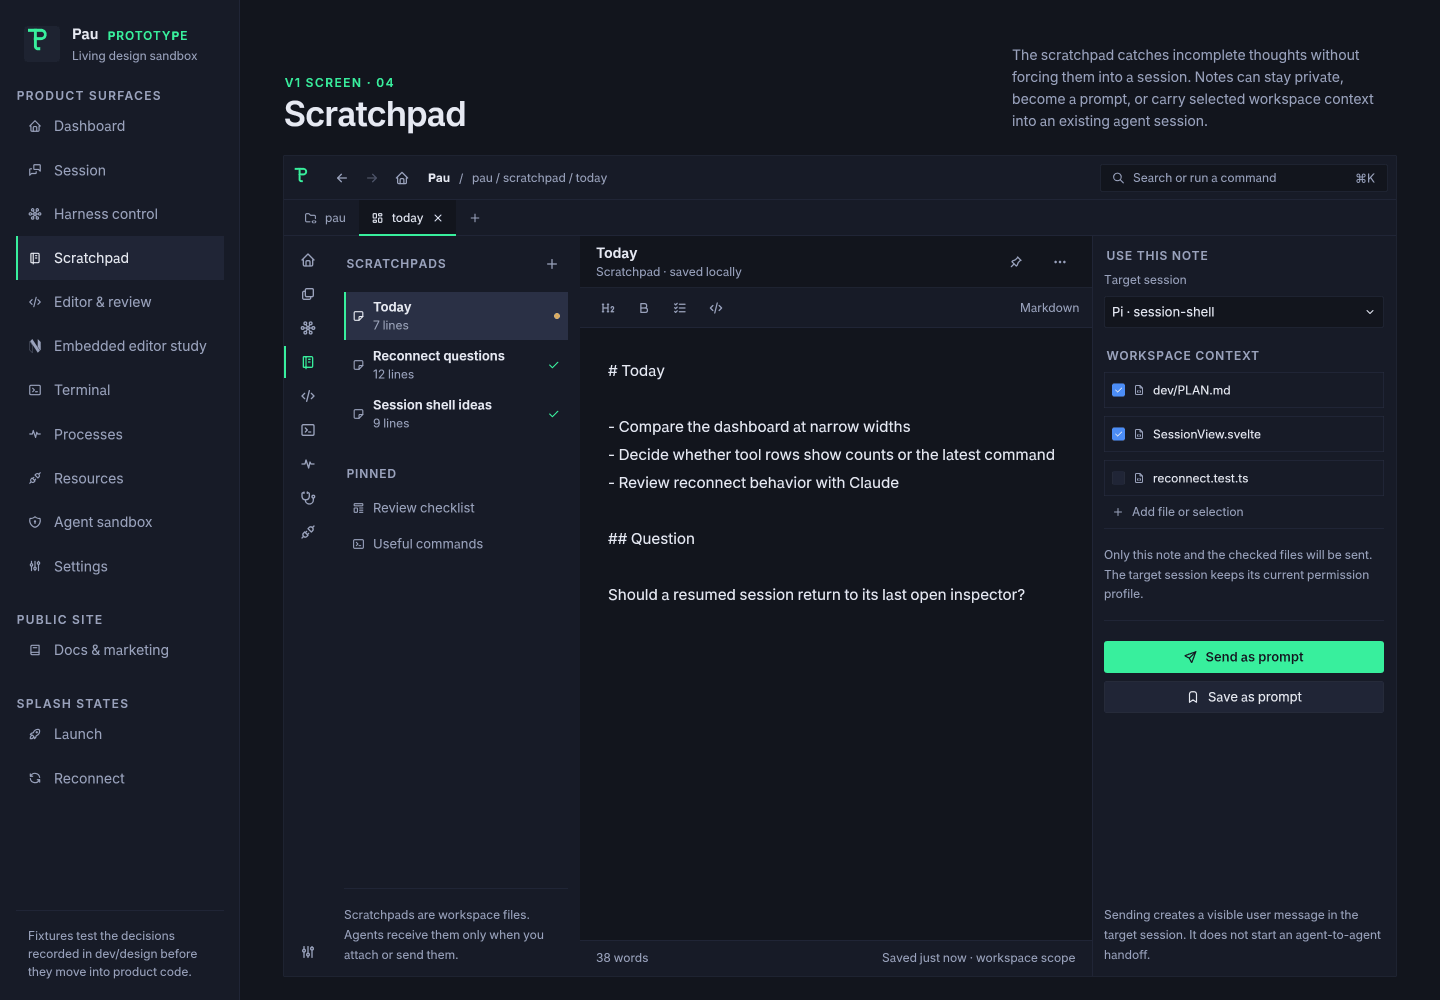 Pau PROTOTYPE
Living design sandbox
PRODUCT SURFACES
Dashboard
Session
Harness control
Scratchpad
Editor & review
Embedded editor study
Terminal
Processes
Resources
Agent sandbox
Settings
PUBLIC SITE
Docs & marketing
SPLASH STATES
Launch
Reconnect
Fixtures test the decisions
recorded in dev/design before
they move into product code.
V1 SCREEN · 04
Scratchpad
The scratchpad catches incomplete thoughts without
forcing them into a session. Notes can stay private,
become a prompt, or carry selected workspace context
into an existing agent session.
Pau / pau / scratchpad / today
Search or run a command ⌘K
pau
today
SCRATCHPADS
Today
7 lines
Reconnect questions
12 lines
Session shell ideas
9 lines
PINNED
Review checklist
Useful commands
Scratchpads are workspace files.
Agents receive them only when you
attach or send them.
Today
Scratchpad · saved locally
H2 B Markdown
# Today
- Compare the dashboard at narrow widths
- Decide whether tool rows show counts or the latest command
- Review reconnect behavior with Claude
## Question
Should a resumed session return to its last open inspector?
38 words
Saved just now · workspace scope
USE THIS NOTE
Target session
Pi · session-shell
WORKSPACE CONTEXT
dev/PLAN.md
SessionView.svelte
reconnect.test.ts
Add file or selection
Only this note and the checked files will be sent.
The target session keeps its current permission
profile.
Send as prompt
Save as prompt
Sending creates a visible user message in the
target session. It does not start an agent-to-agent
handoff.